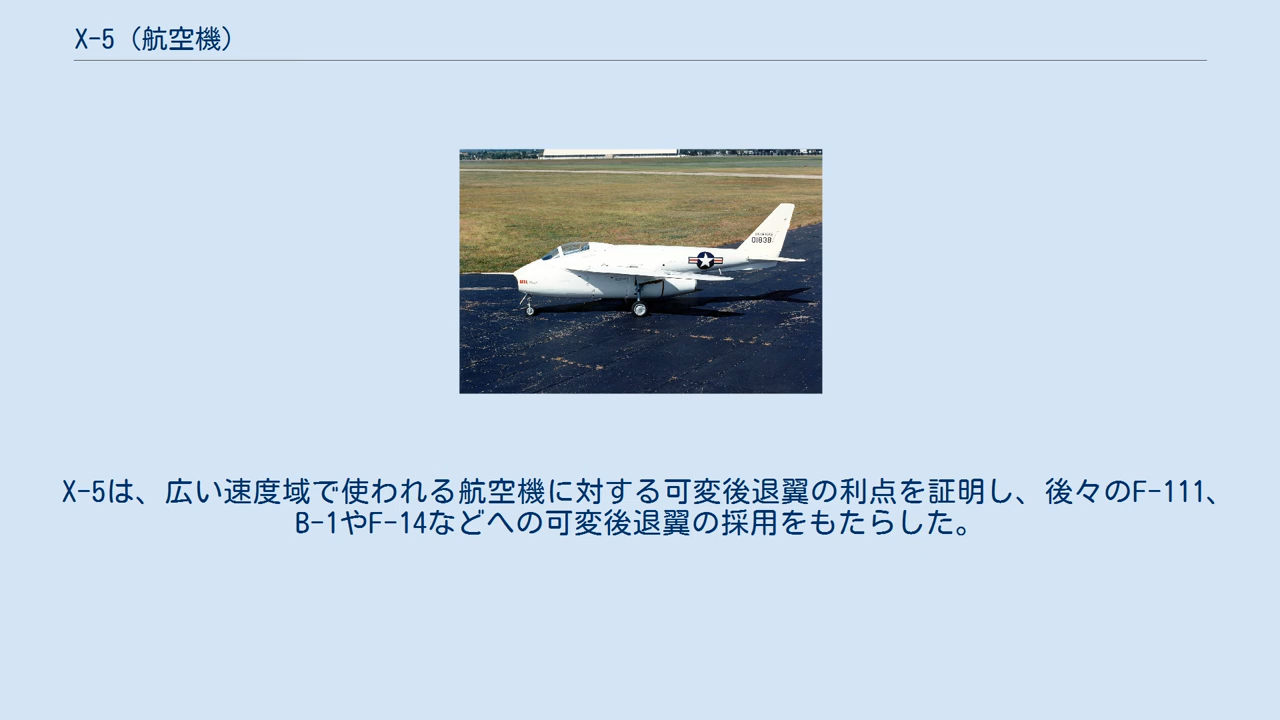 X-5（航空機）
01838
X-5は、広い速度域で使われる航空機に対する可変後退翼の利点を証明し、後々のF-111、
B-1やF-14などへの可変後退翼の採用をもたらした。